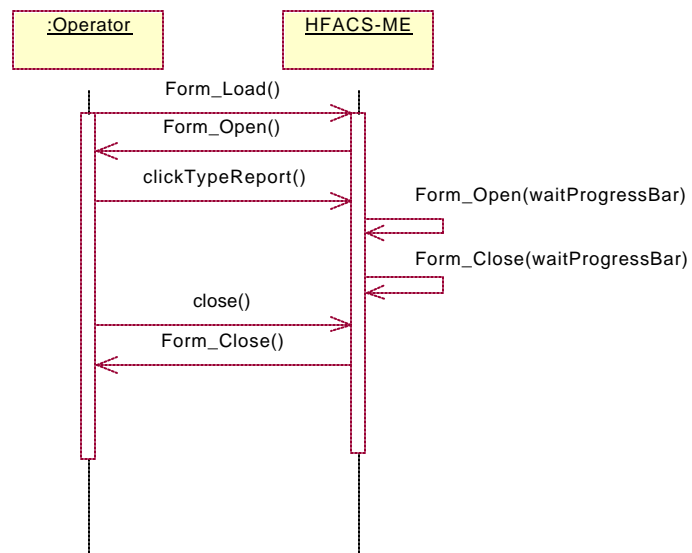 :Operator
HFACS-ME
Form_Load()
Form_Open()
clickTypeReport()
Form_Open(waitProgressBar)
Form_Close(waitProgressBar)
close()
Form_Close()